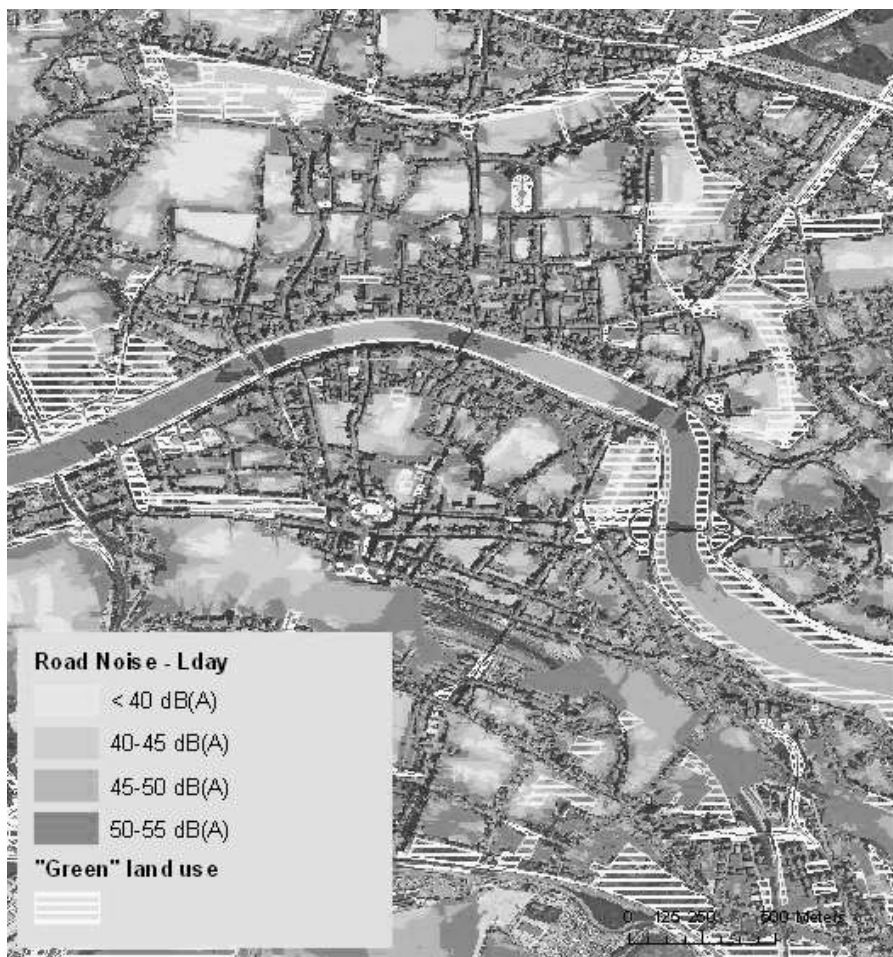 Road Noise - Lday
< 40 dB(A)
40-45 dB(A)
45-50 dB(A)
50-55 dB(A)
"Green" land use
0 125 250 500 Meters